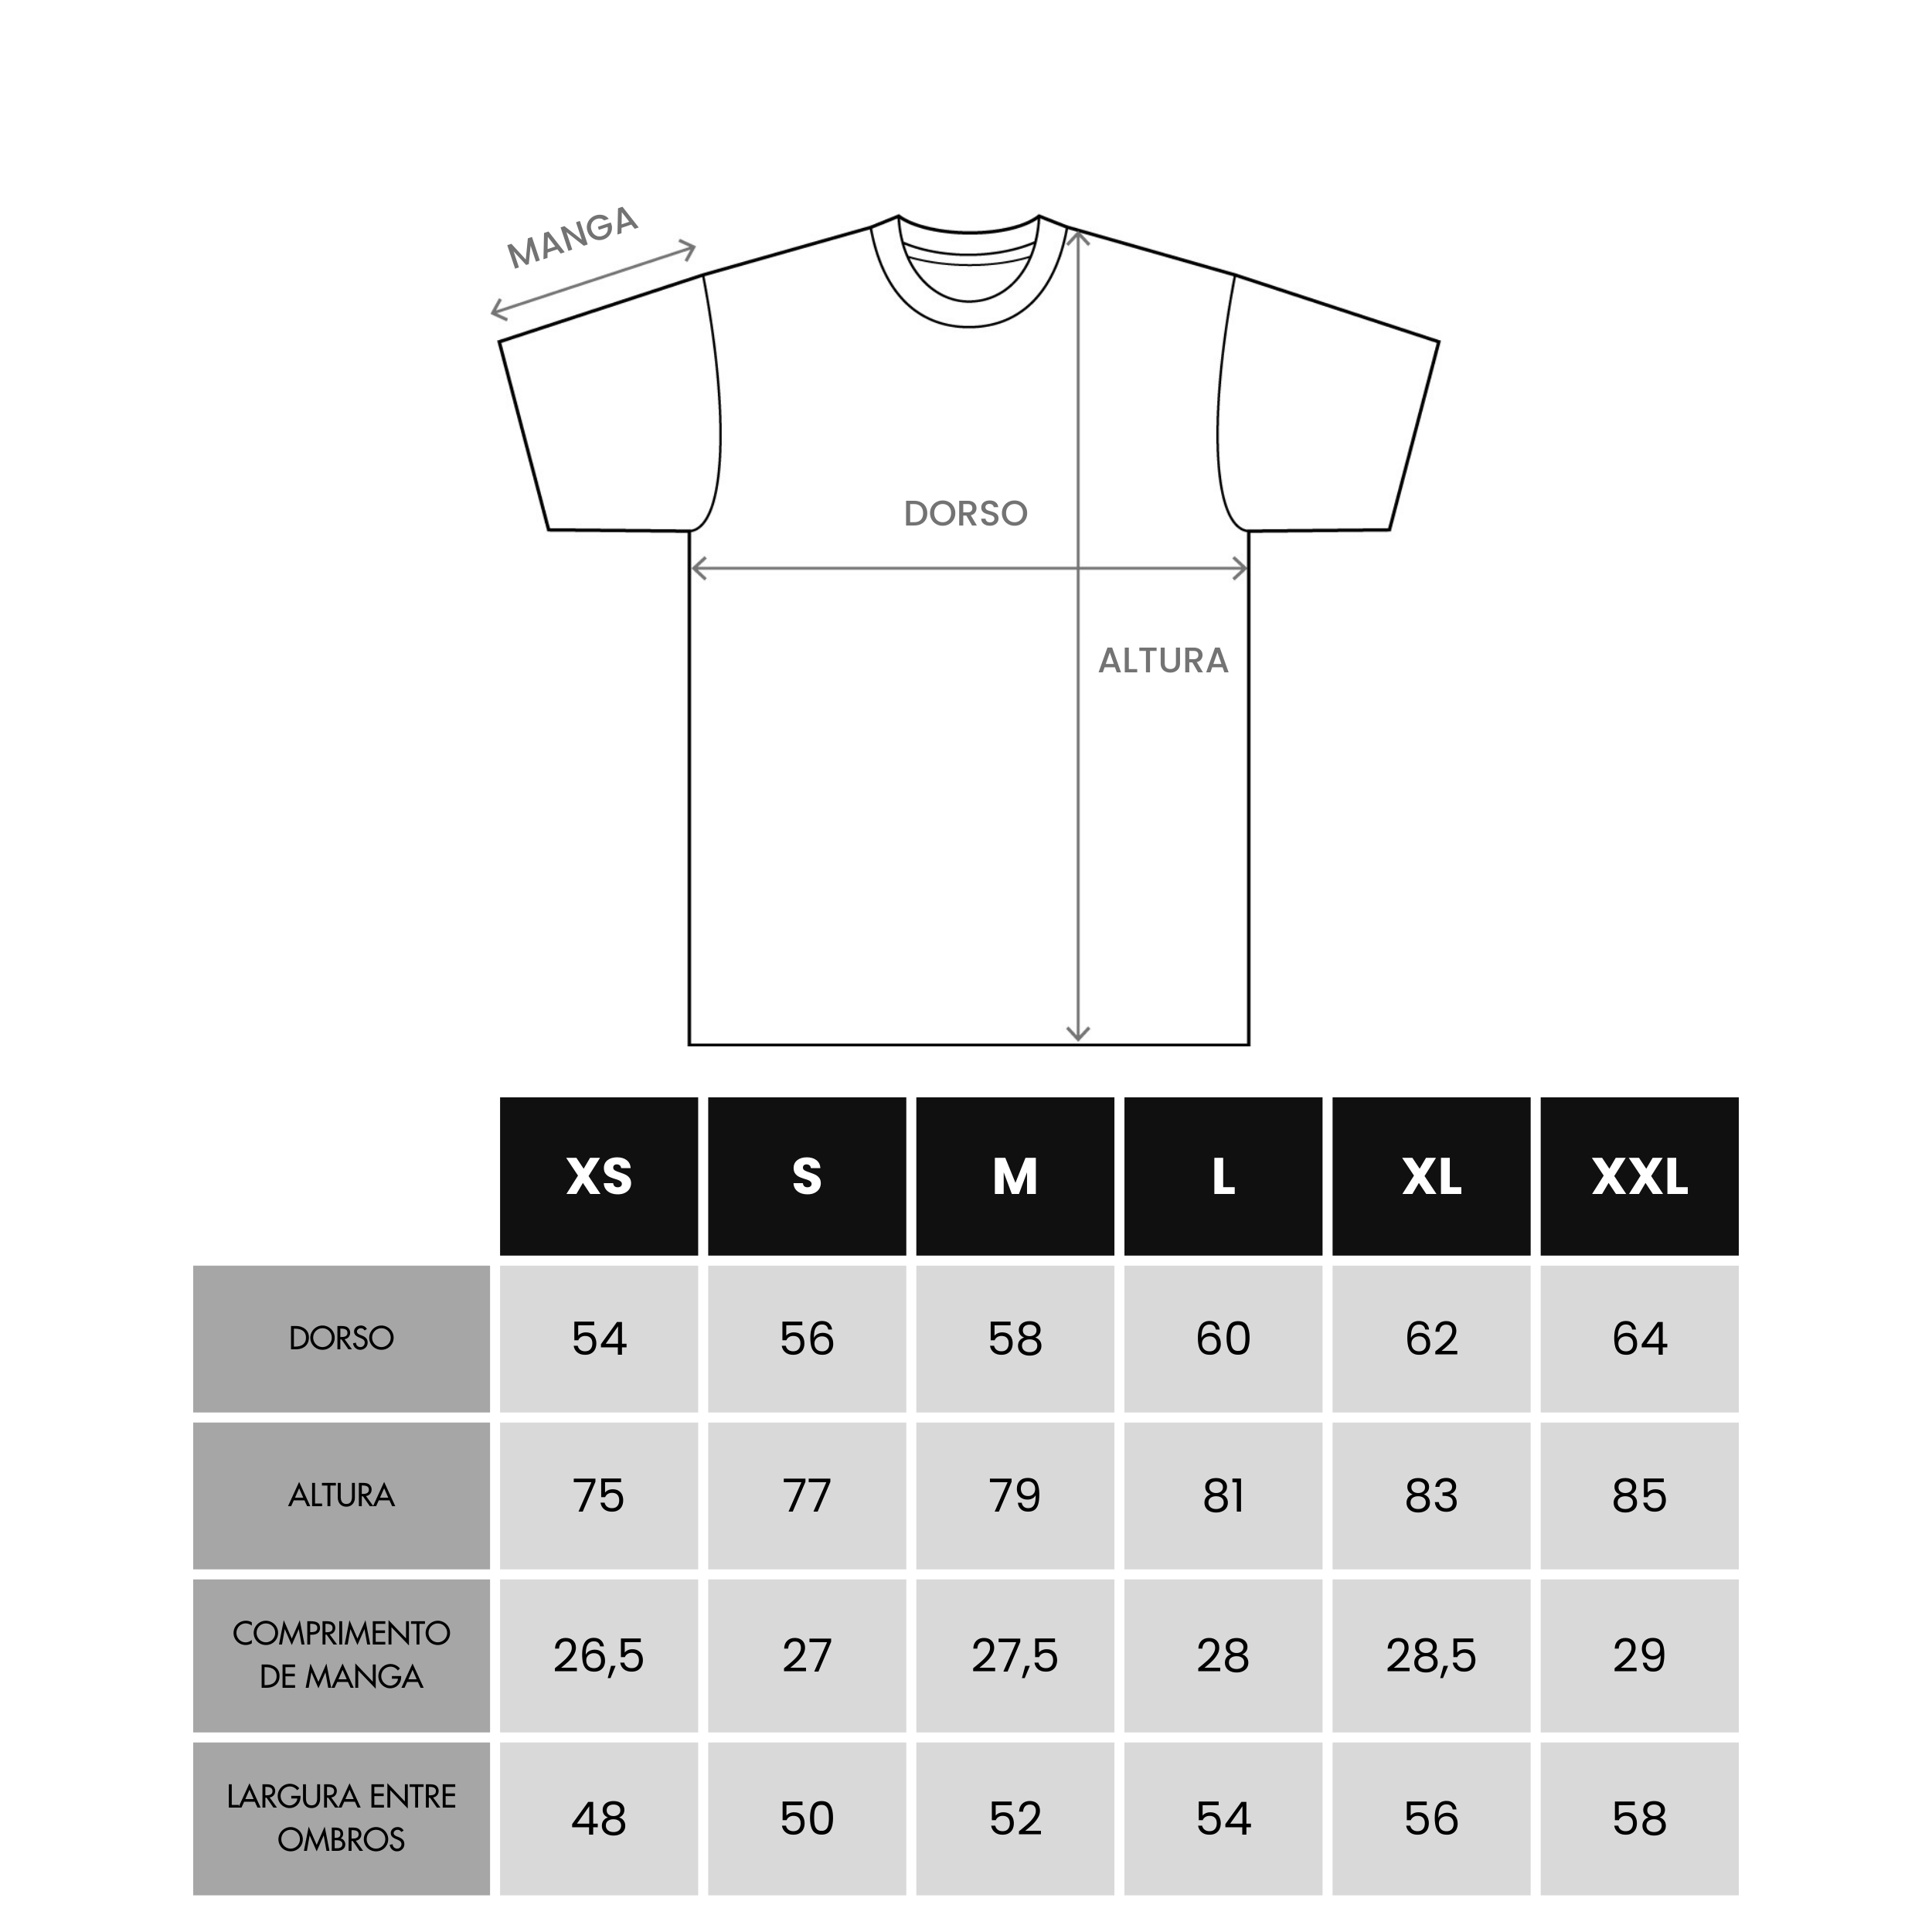 MANGA
DORSO
ALTURA
XS S M L XL XXL
DORSO 54 56 58 60 62 64
ALTURA 75 77 79 81 83 85
COMPRIMENTO
DE MANGA 26,5 27 27,5 28 28,5 29
LARGURA ENTRE
OMBROS 48 50 52 54 56 58